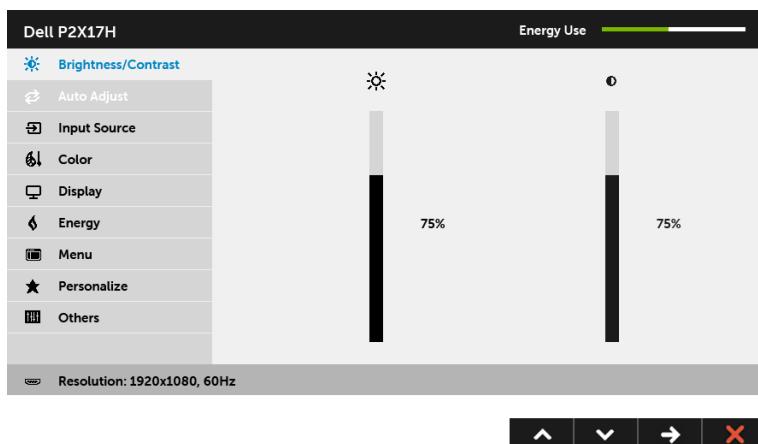 Dell P2X17H
Energy Use
Brightness/Contrast
Auto Adjust
Input Source
Color
Display
Energy
75%
75%
Menu
Personalize
Others
Resolution: 1920x1080, 60Hz